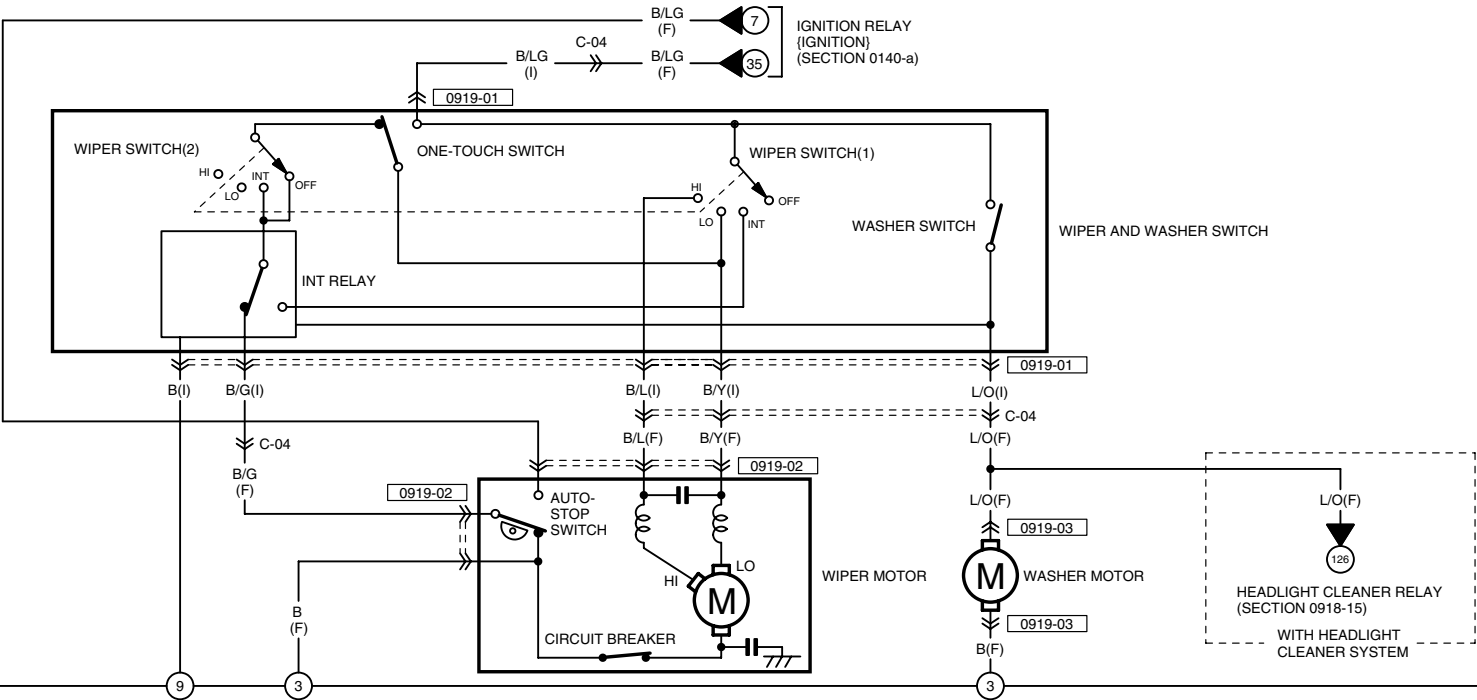 B/LG
(F)
7
IGNITION RELAY
{IGNITION}
(SECTION 0140-a)
C-04
B/LG
(I)
B/LG
(F)
35
0919-01
WIPER SWITCH(2)
ONE-TOUCH SWITCH
WIPER SWITCH(1)
HI
LO
INT
OFF
HI
LO
INT
OFF
WASHER SWITCH
WIPER AND WASHER SWITCH
INT RELAY
0919-01
B(I)
B/G(I)
B/L(I)
B/Y(I)
L/O(I)
C-04
C-04
B/L(F)
B/Y(F)
L/O(F)
B/G
(F)
0919-02
0919-02
AUTO-
STOP
SWITCH
L/O(F)
L/O(F)
0919-03
HI
LO
M
WIPER MOTOR
M
WASHER MOTOR
126
HEADLIGHT CLEANER RELAY
(SECTION 0918-15)
B
(F)
0919-03
CIRCUIT BREAKER
WITH HEADLIGHT
CLEANER SYSTEM
B(F)
9
3
3